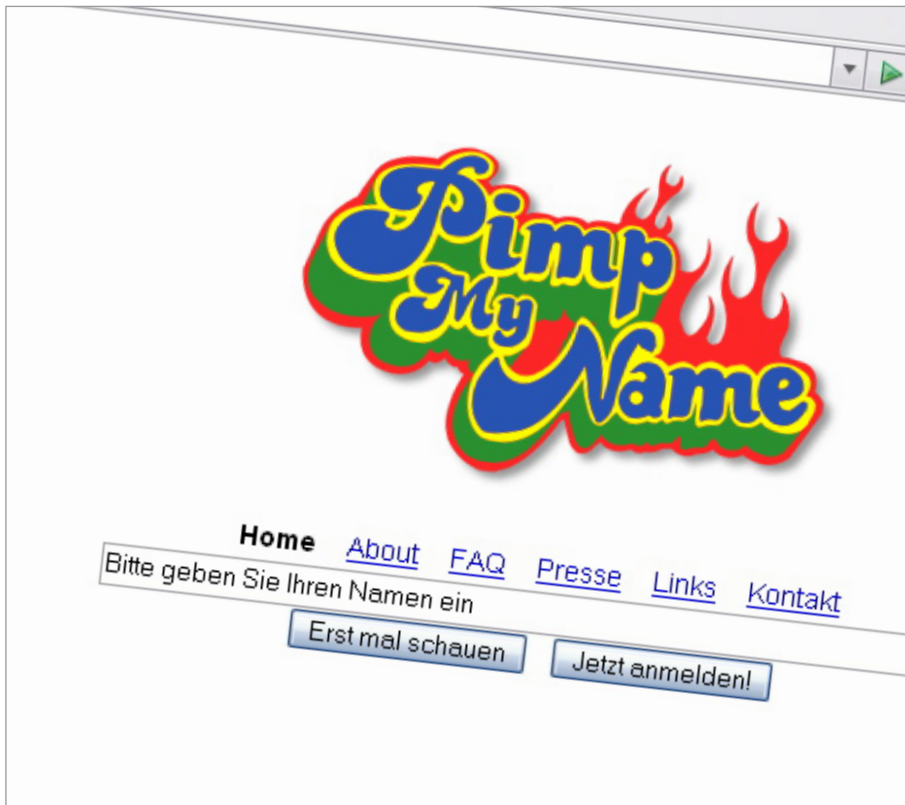 Pimp
My
Name
Home About FAQ Presse Links Kontakt
Bitte geben Sie Ihren Namen ein
Erst mal schauen Jetzt anmelden!